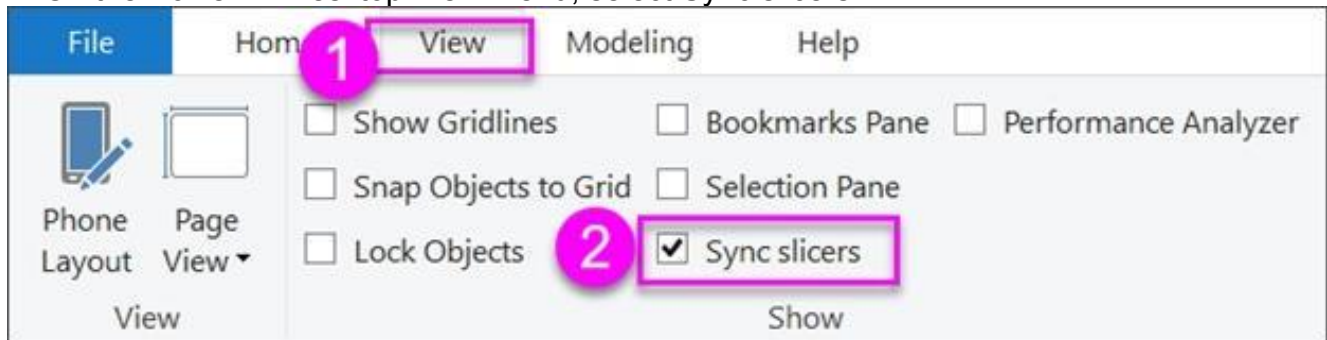 File Hom View Modeling Help
1
Show Gridlines Bookmarks Pane Performance Analyzer
Snap Objects to Grid Selection Pane
Phone Layout Page View
Lock Objects 2 Sync slicers
View Show